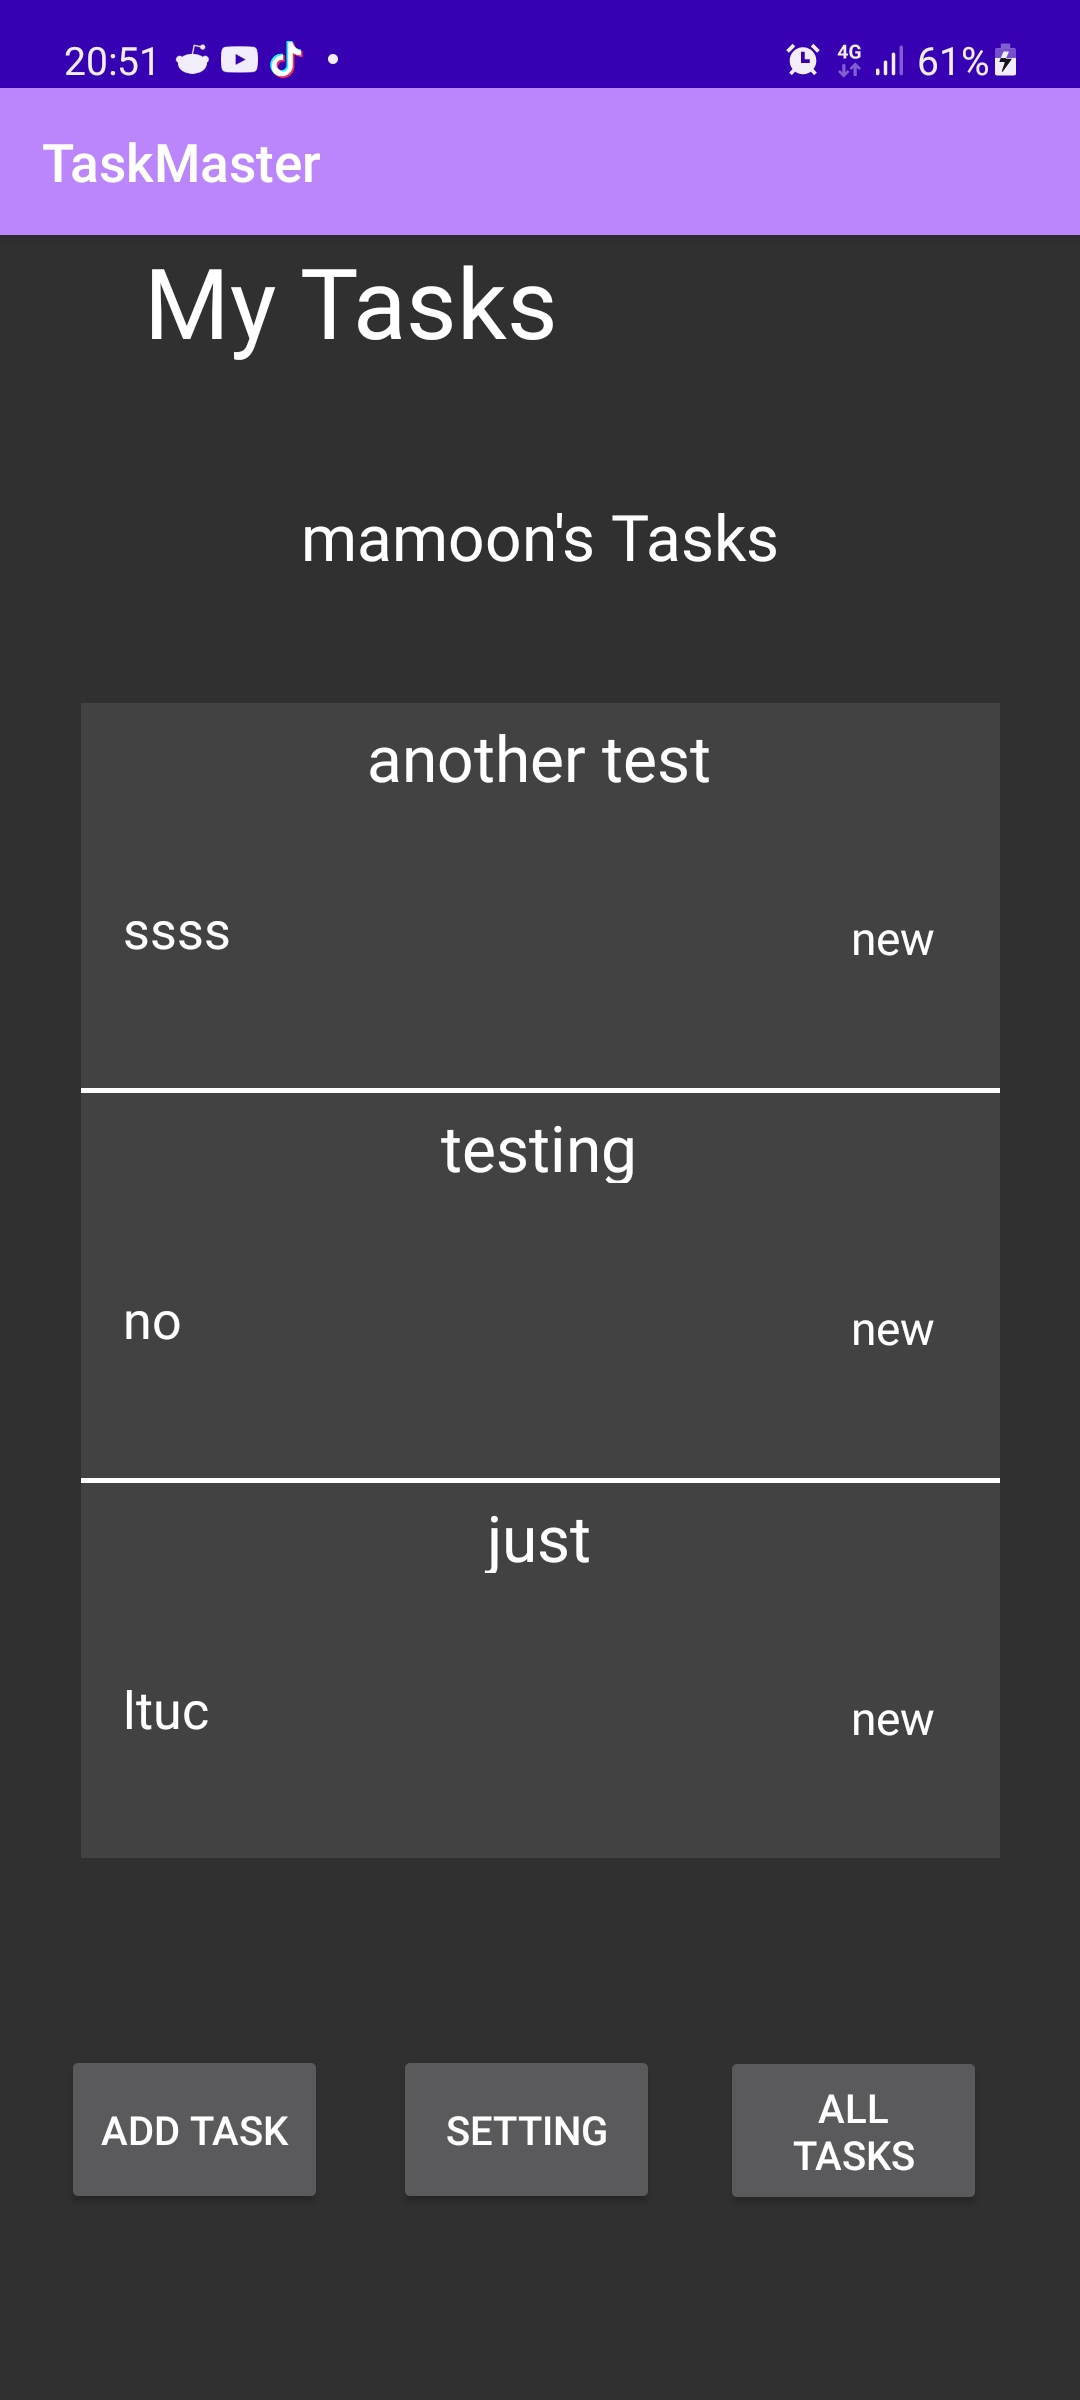 20:51 4G 61%
TaskMaster
My Tasks
mamoon's Tasks
another test
ssss new
testing
no new
just
ltuc new
ADD TASK SETTING ALL TASKS